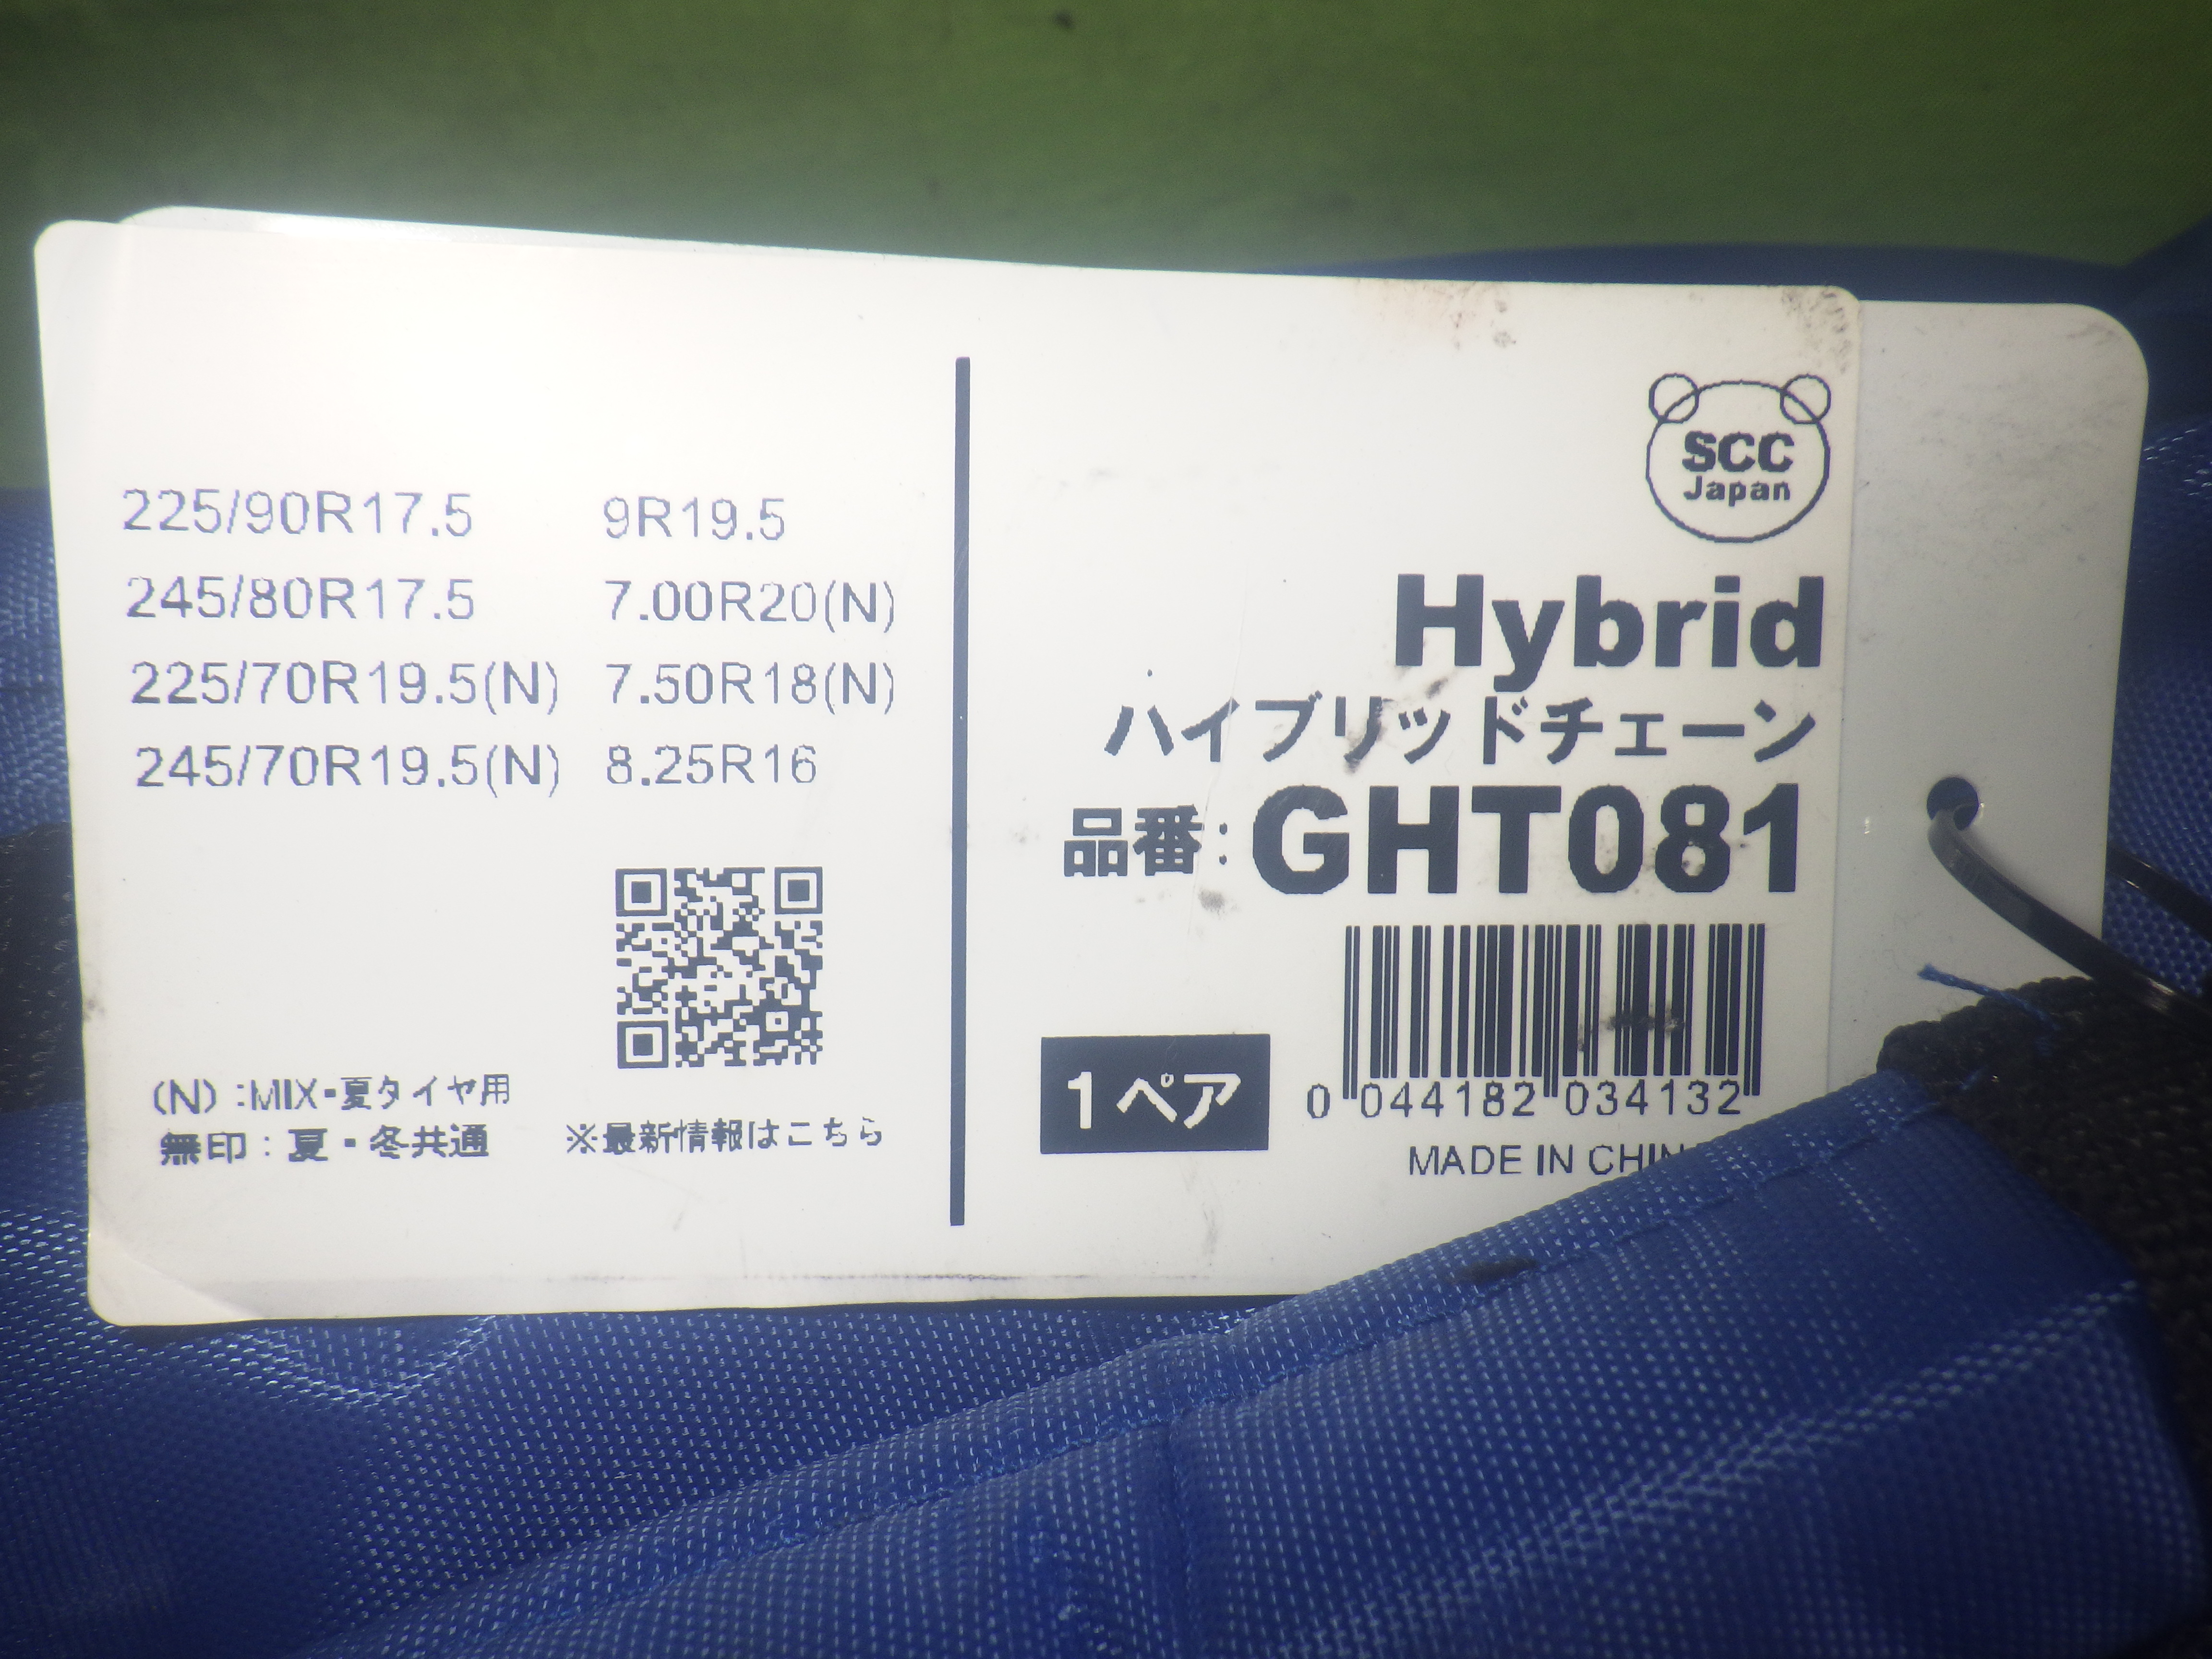 225/90R17.5 9R19.5
245/80R17.5 7.00R20(N)
225/70R19.5(N) 7.50R18(N)
245/70R19.5(N) 8.25R16
(N):MIX・夏タイヤ用
無印：夏・冬共通
※最新情報はこちら
SCC
Japan
Hybrid
ハイブリッドチェーン
品番:GHT081
1ペア
0 044182 034132
MADE IN